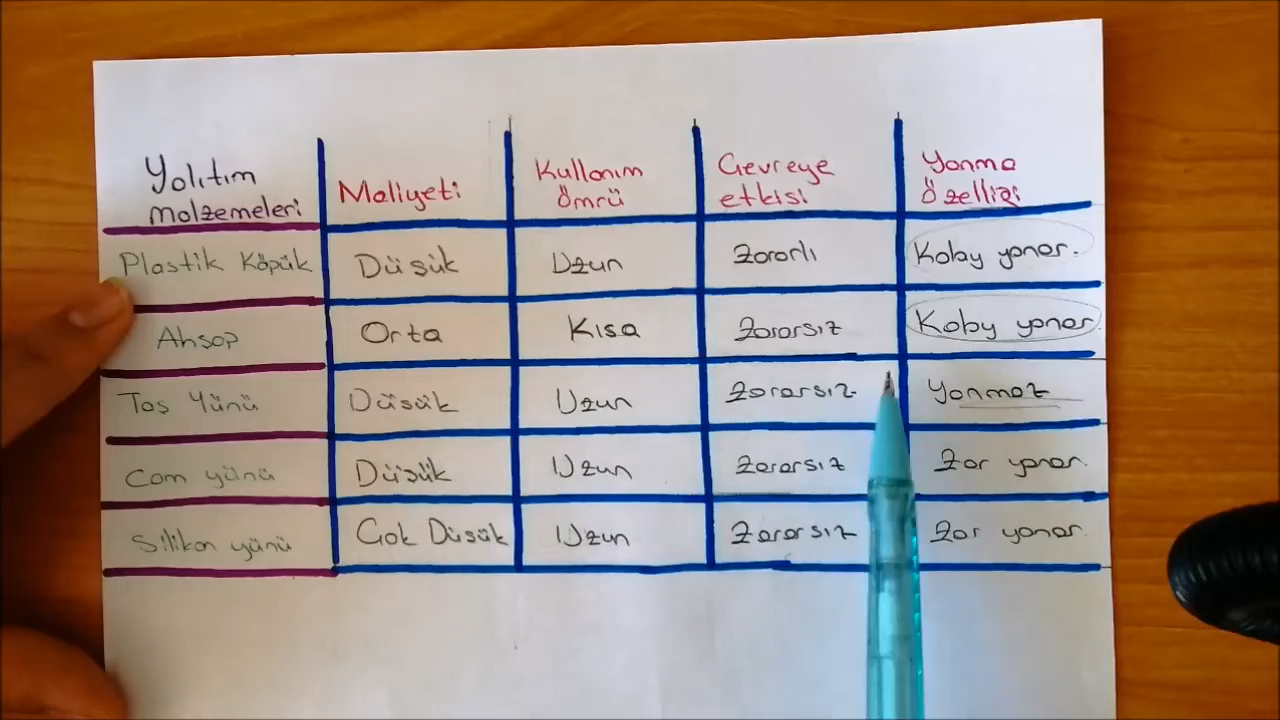 Yalıtım malzemeleri
Maliyeti
Kullanım Ömrü
Çevreye etkisi
Yanma Özelliği
Plastik Köpük Düşük Uzun Zararlı Kolay yanar.
Ahşap Orta Kısa Zararsız Kolay yanar.
Taş Yünü Düşük Uzun Zararsız Yanmaz
Cam yünü Düşük Uzun Zararsız Zor yanar.
Silikon yünü Çok Düşük Uzun Zararsız Zor yanar.